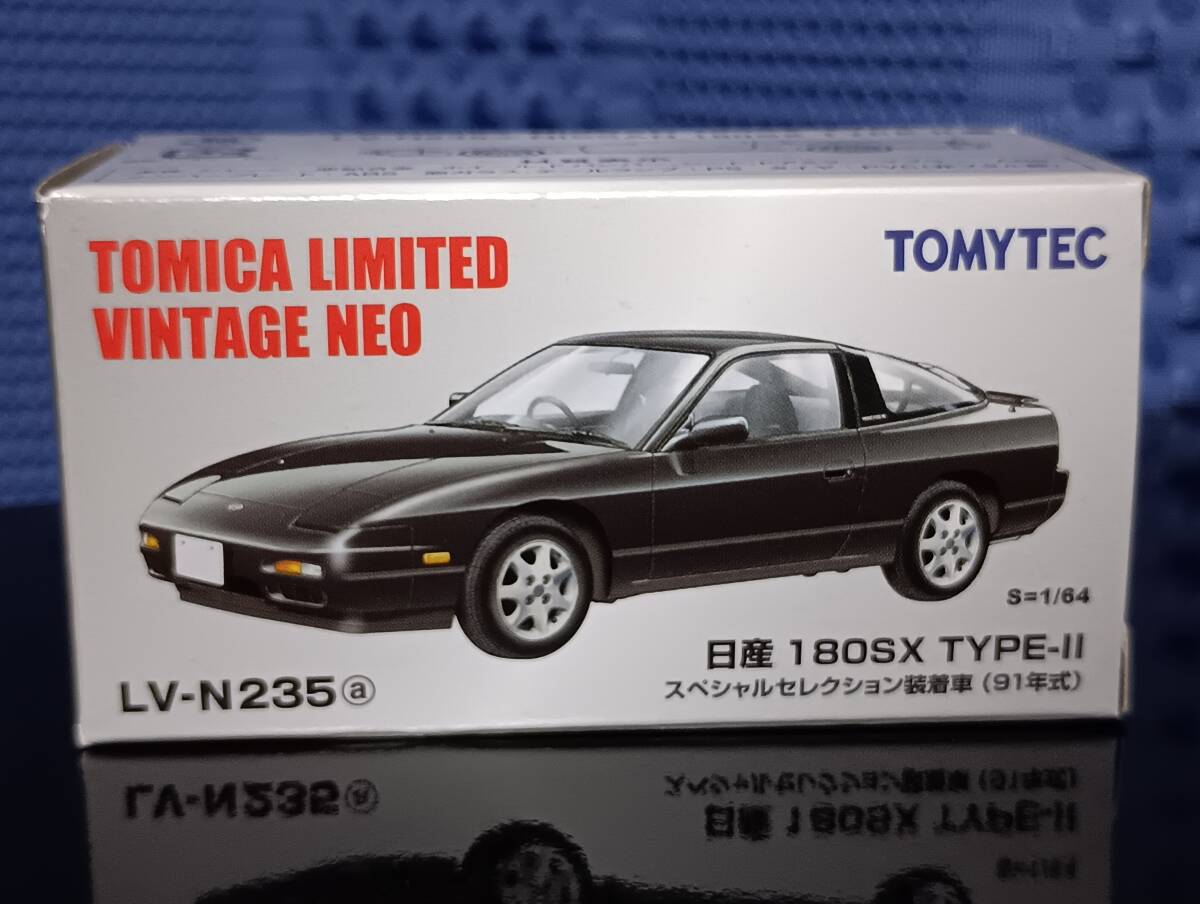 TOMICA LIMITED
VINTAGE NEO
TOMYTEC
S=1/64
日産 180SX TYPE-II
スペシャルセレクション装着車 (91年式)
LV-N235ⓐ